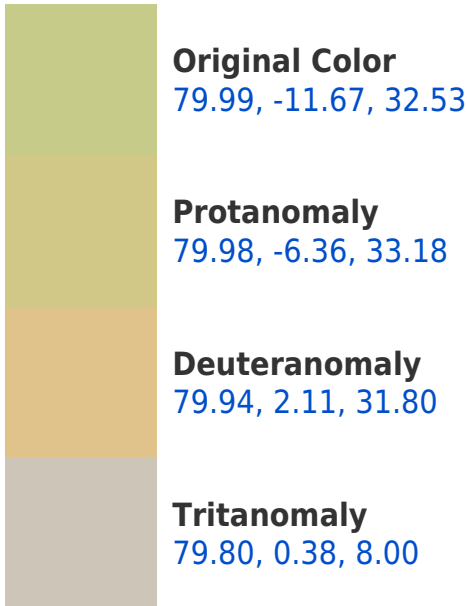 Original Color
79.99, -11.67, 32.53
Protanomaly
79.98, -6.36, 33.18
Deuteranomaly
79.94, 2.11, 31.80
Tritanomaly
79.80, 0.38, 8.00